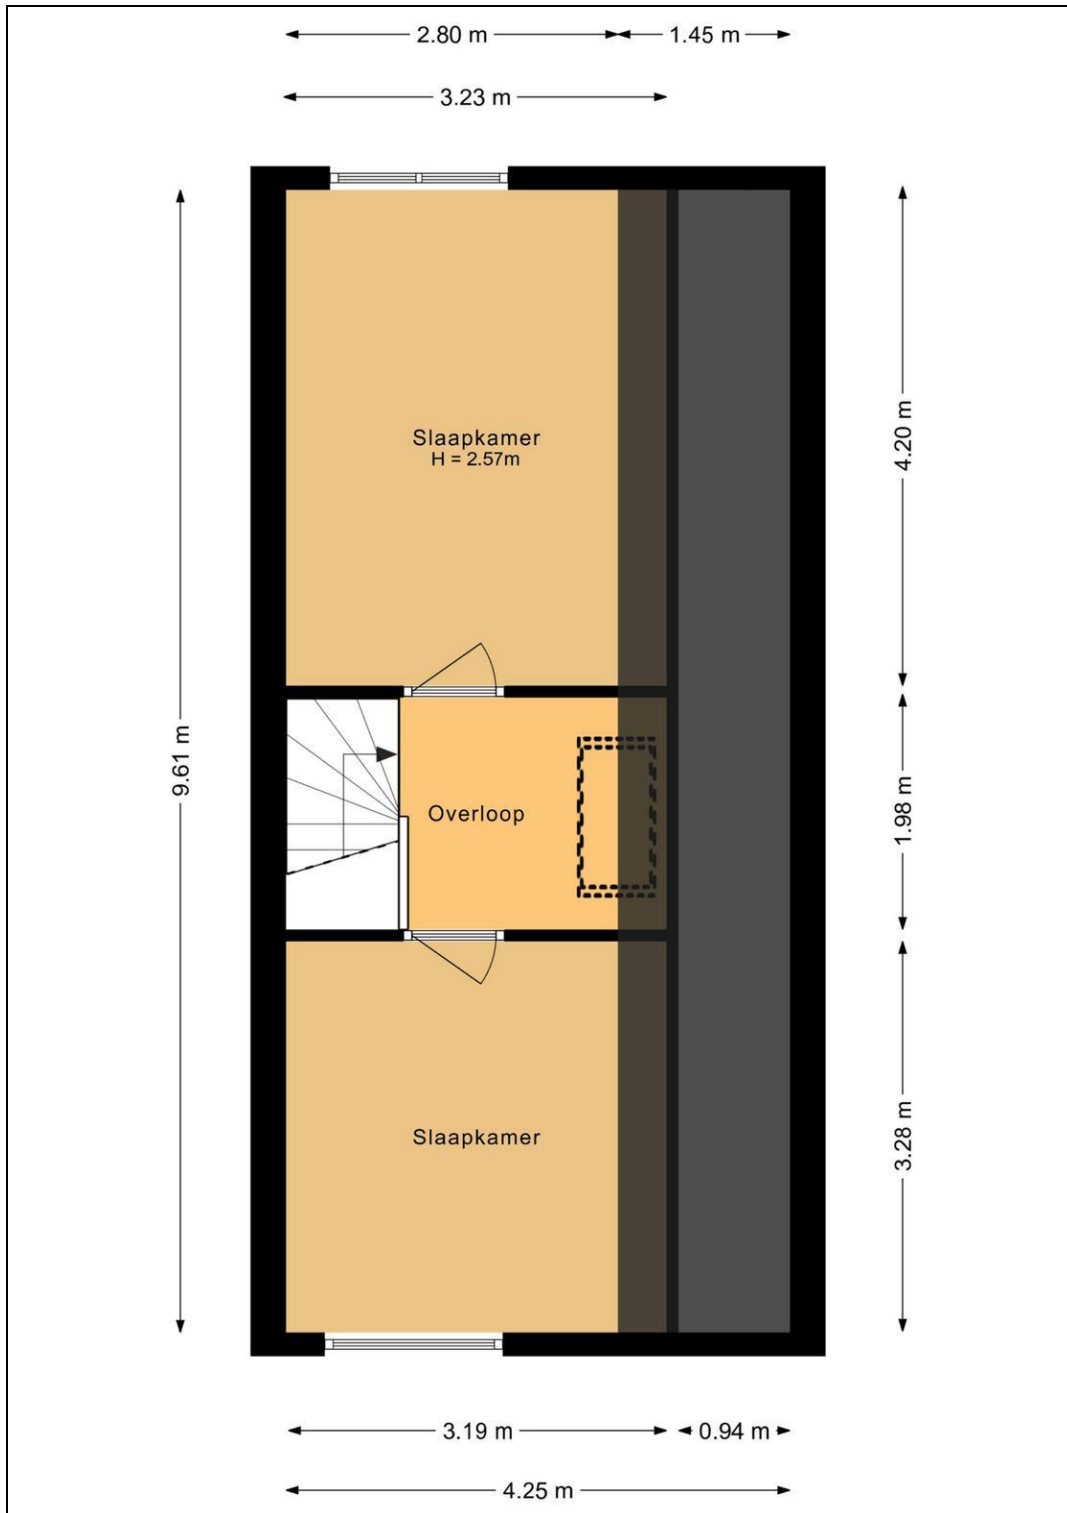 2.80 m
1.45 m
3.23 m
Slaapkamer
H = 2.57m
4.20 m
9.61 m
Overloop
1.98 m
Slaapkamer
3.28 m
3.19 m
0.94 m
4.25 m